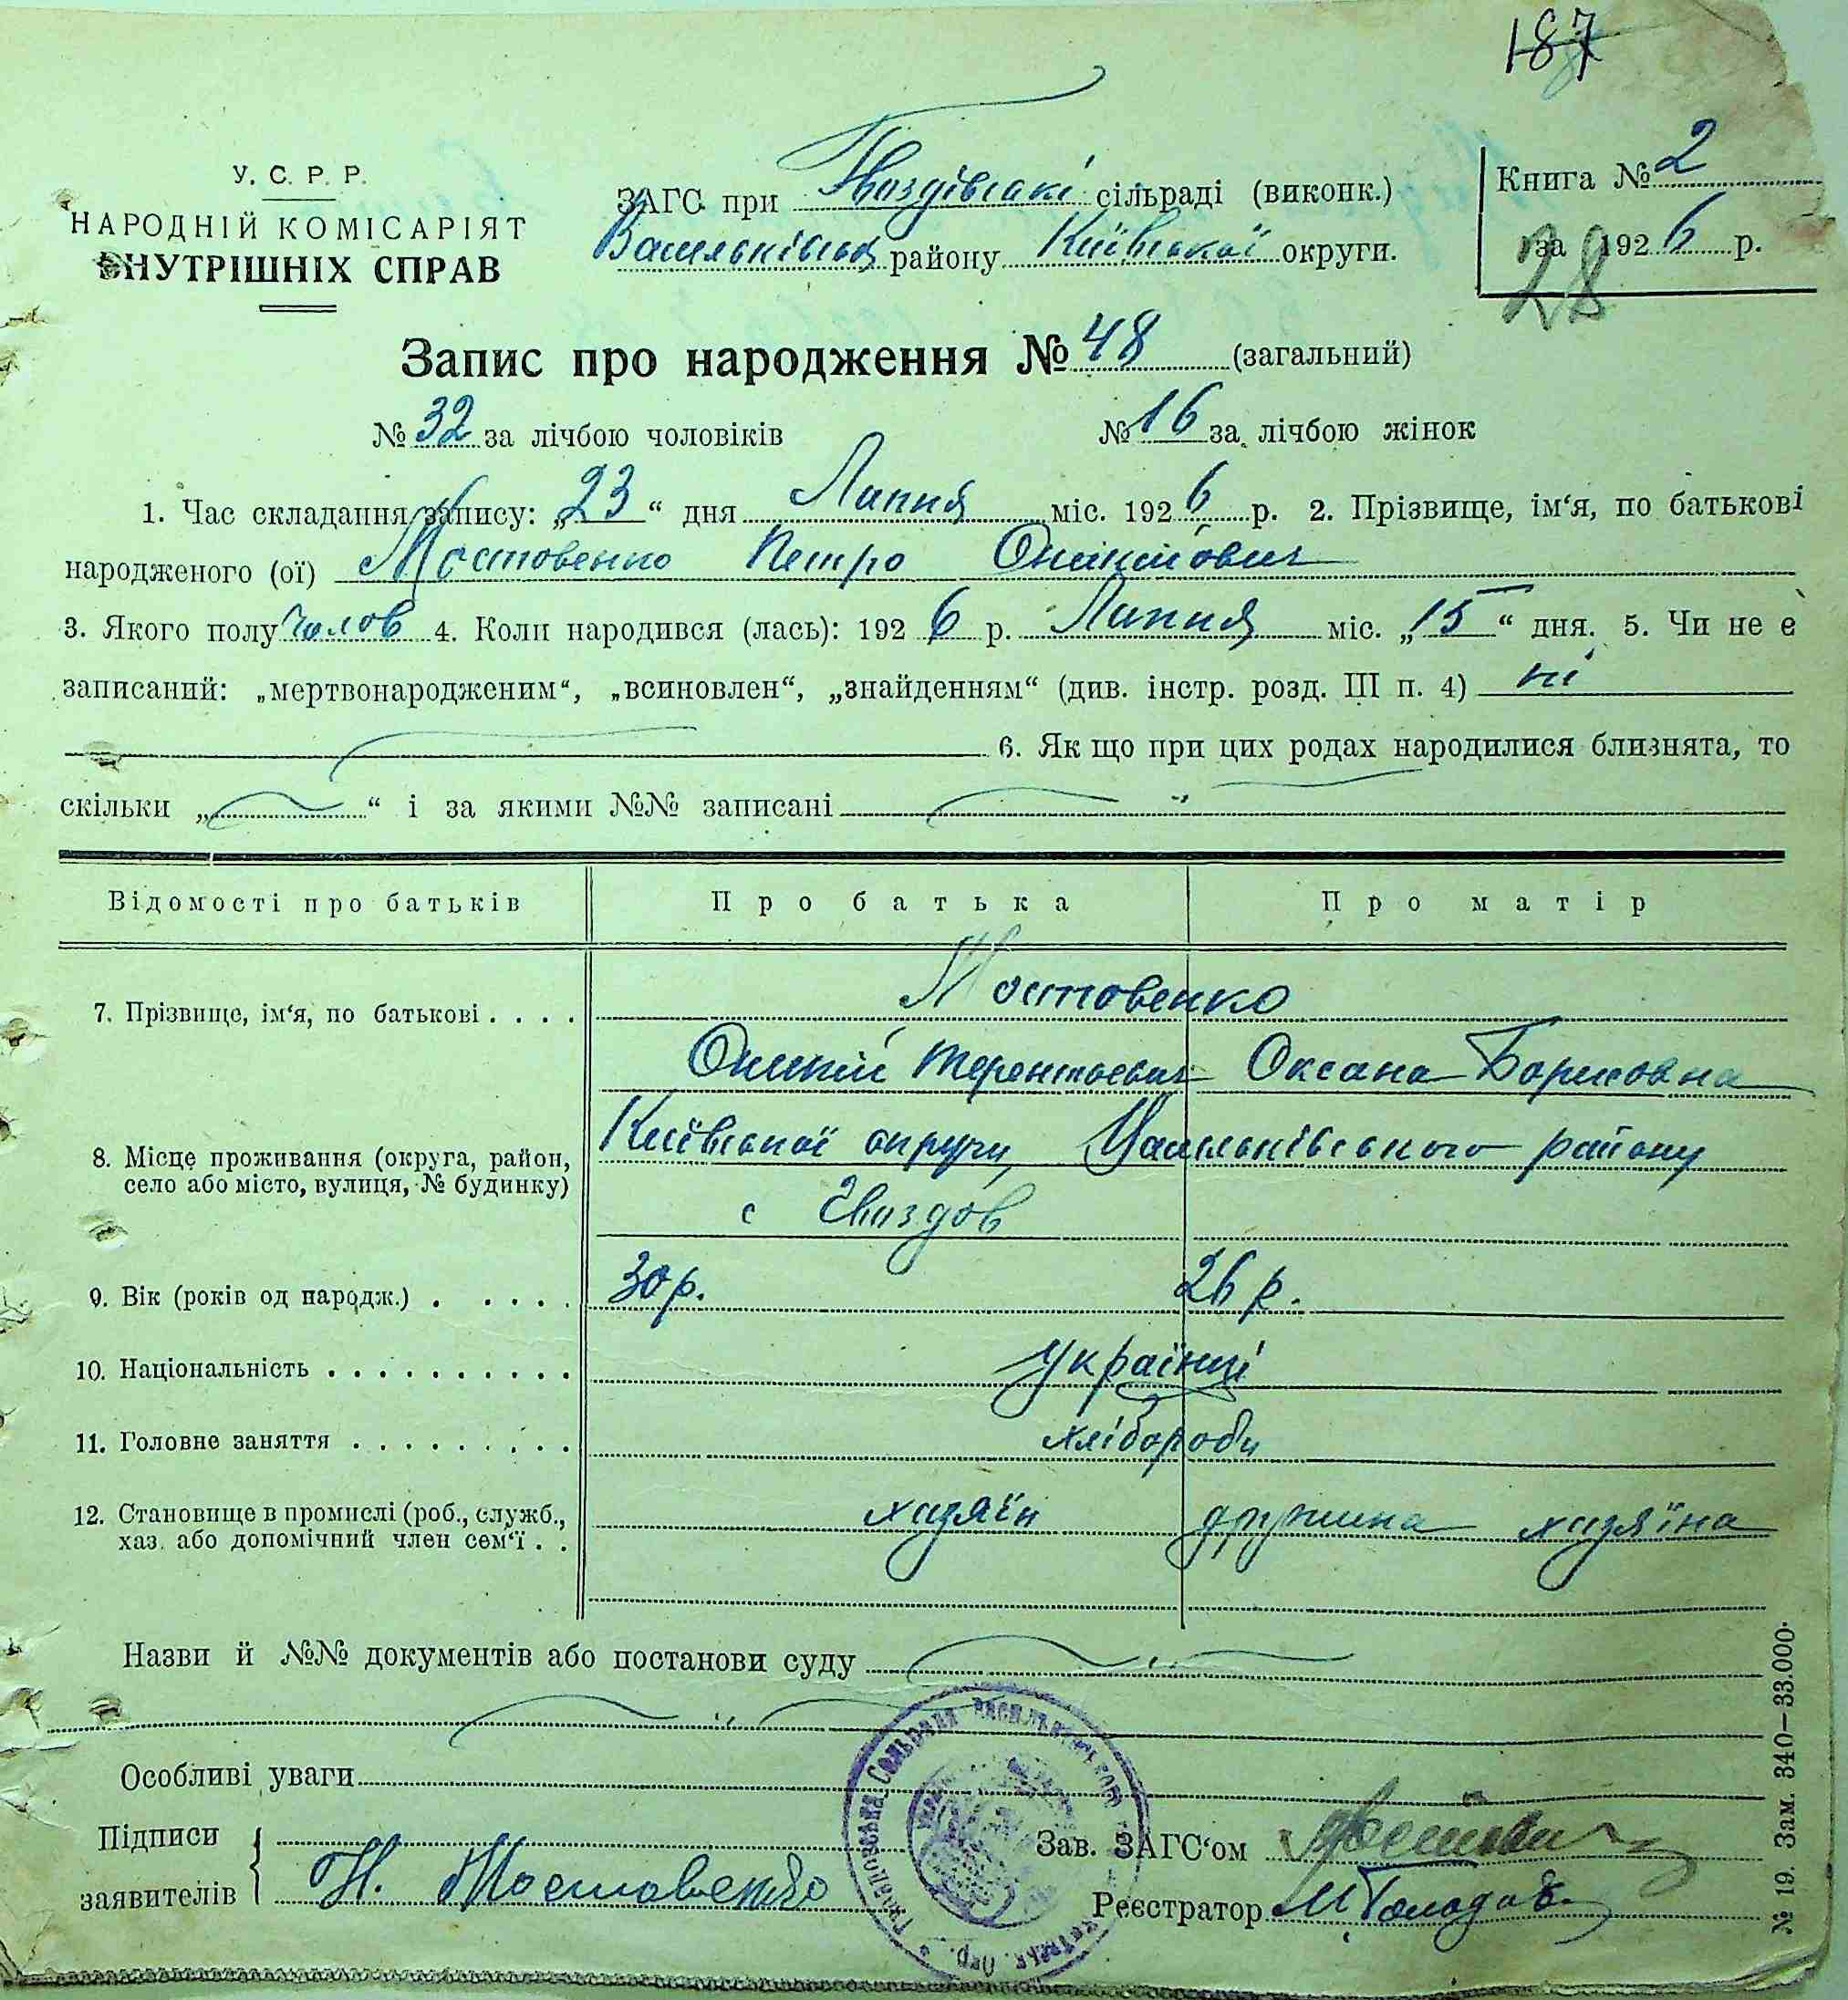 187
У. С. Р. Р.
НАРОДНІЙ КОМІСАРІЯТ
ВНУТРІШНІХ СПРАВ
ЗАГС при Гвоздівські сільраді (виконк.)
Васильківськ району Київської округи.
Книга № 2
за 1926 р.
28
Запис про народження № 48 (загальний)
№ 32 за лічбою чоловіків № 16 за лічбою жінок
1. Час складання запису: „23“ дня Липня міс. 1926 р. 2. Прізвище, ім‘я, по батькові
народженого (ої) Мостовенко Петро Оникійович
3. Якого полу чолов 4. Коли народився (лась): 1926 р. Липня міс. „15“ дня. 5. Чи не є
записаний: „мертвонародженим“, „всиновлен“, „знайденням“ (див. інстр. розд. III п. 4) ні
6. Як що при цих родах народилися близнята, то
скільки „ “ і за якими №№ записані
Відомості про батьків Про батька Про матір
Мостовенко
7. Прізвище, ім‘я, по батькові . . . .
Оникій Терентьевич Оксана Борисовна
Київської округи, Васильківського району
8. Місце проживання (округа, район,
село або місто, вулиця, № будинку)
с Гвоздов
9. Вік (років од народж.) . . . . . 30 р. 26 р.
10. Національність . . . . . . . . . . українці
11. Головне заняття . . . . . . . . . хлібороби
12. Становище в промислі (роб., служб., хазяїн дружина хазяїна
хаз. або допомічний член сем‘ї . .
Назви й №№ документів або постанови суду
Особливі уваги
Підписи
заявителів Н. Мостовенко
Зав. ЗАГС‘ом
Реєстратор
№ 19. Зам. 340—33.000.